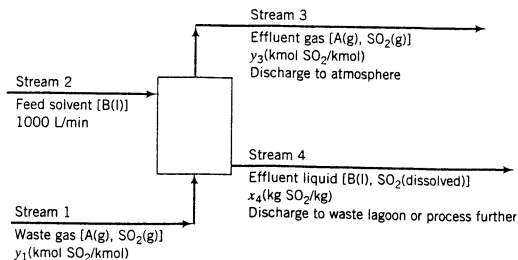 Stream 3
Effluent gas [A(g), SO2(g)]
y3(kmol SO2/kmol)
Discharge to atmosphere
Stream 2
Feed solvent [B(l)]
1000 L/min
Stream 4
Effluent liquid [B(l), SO2(dissolved)]
x4(kg SO2/kg)
Discharge to waste lagoon or process further
Stream 1
Waste gas [A(g), SO2(g)]
y1(kmol SO2/kmol)